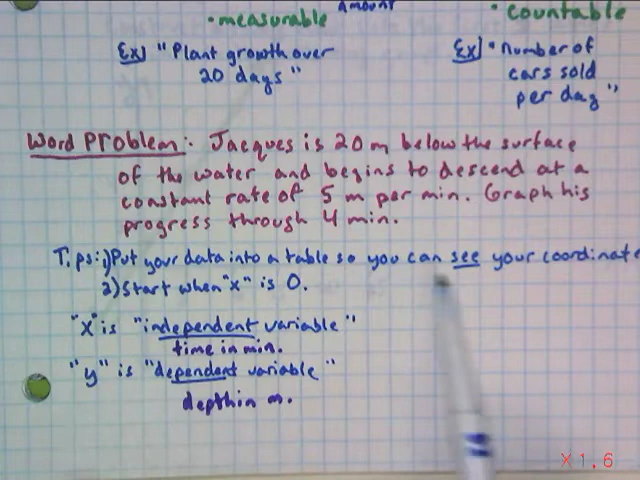 Amount
• measurable • countable
Ex) "Plant growth over Ex) "Number of
20 days" cars sold
per day"
Word Problem: Jacques is 20 m below the surface
of the water and begins to descend at a
constant rate of 5 m per min. Graph his
progress through 4 min.
Tips: 1) Put your data into a table so you can see your coordinate
2) Start when "x" is 0.
"x" is "independent variable"
time in min.
"y" is "dependent variable"
depth in m.
X1.6